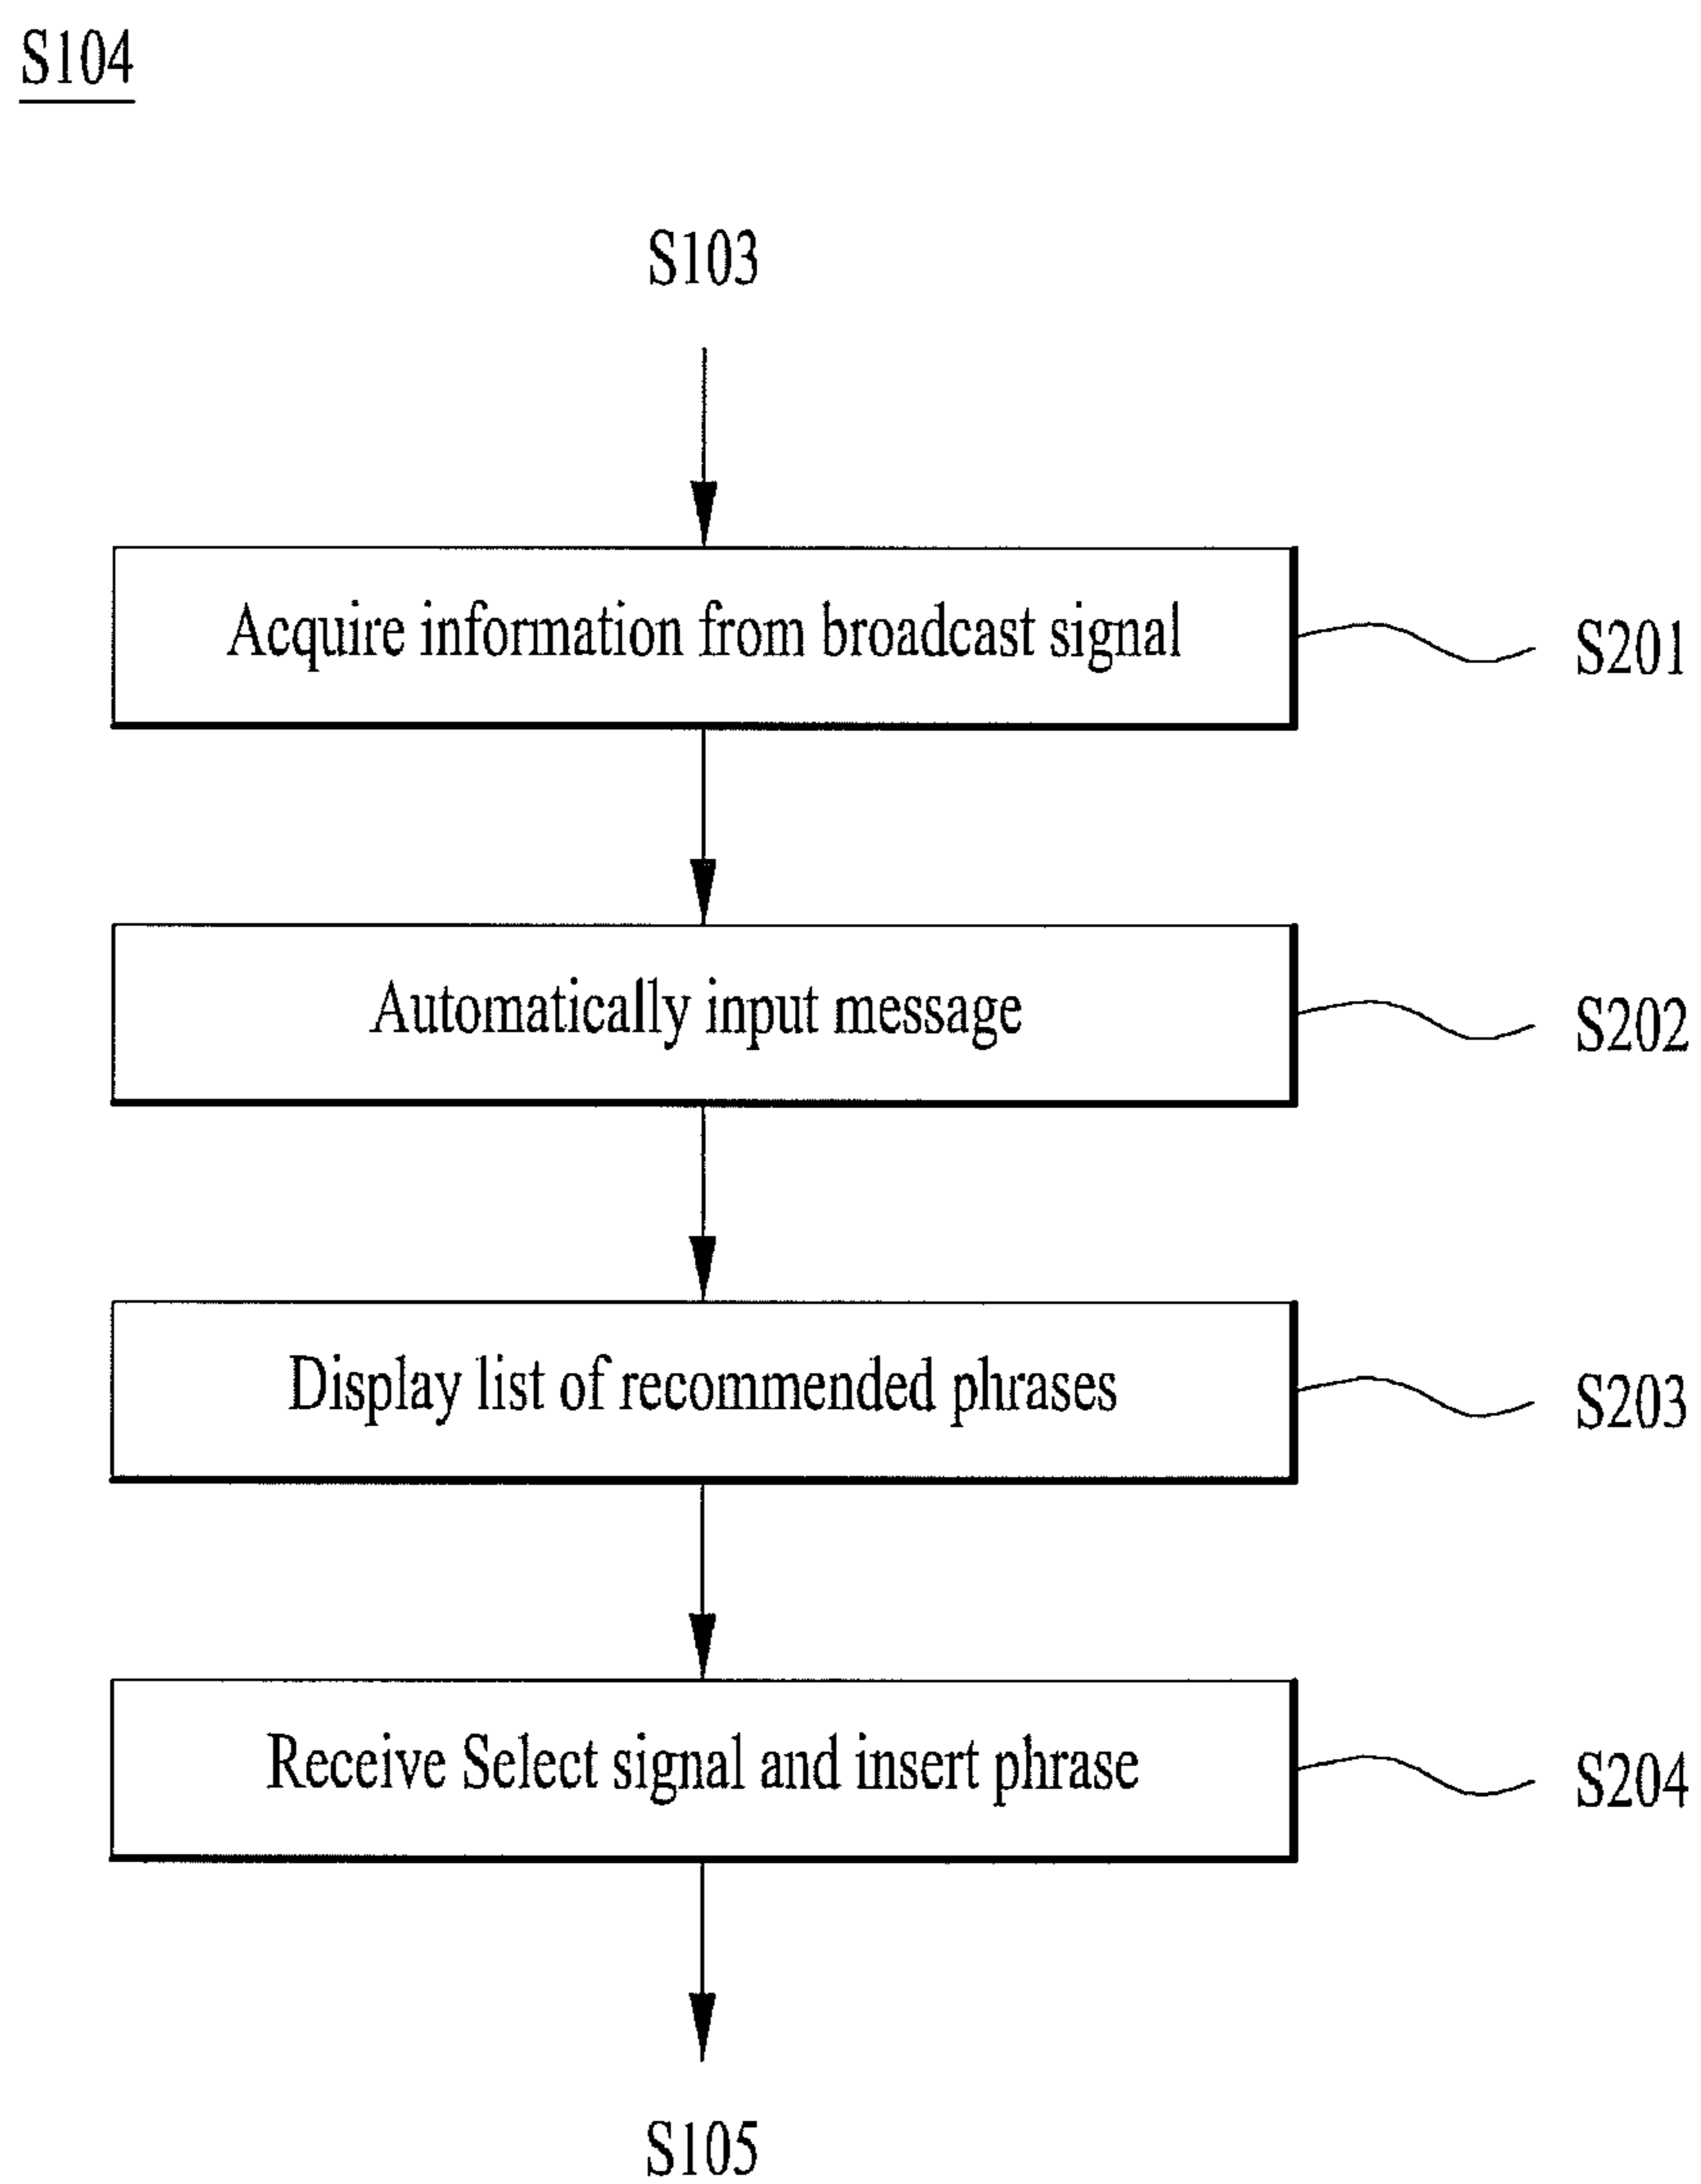 S104
S103
Acquire information from broadcast signal
S201
Automatically input message
S202
Display list of recommended phrases
S203
Receive Select signal and insert phrase
S204
S105